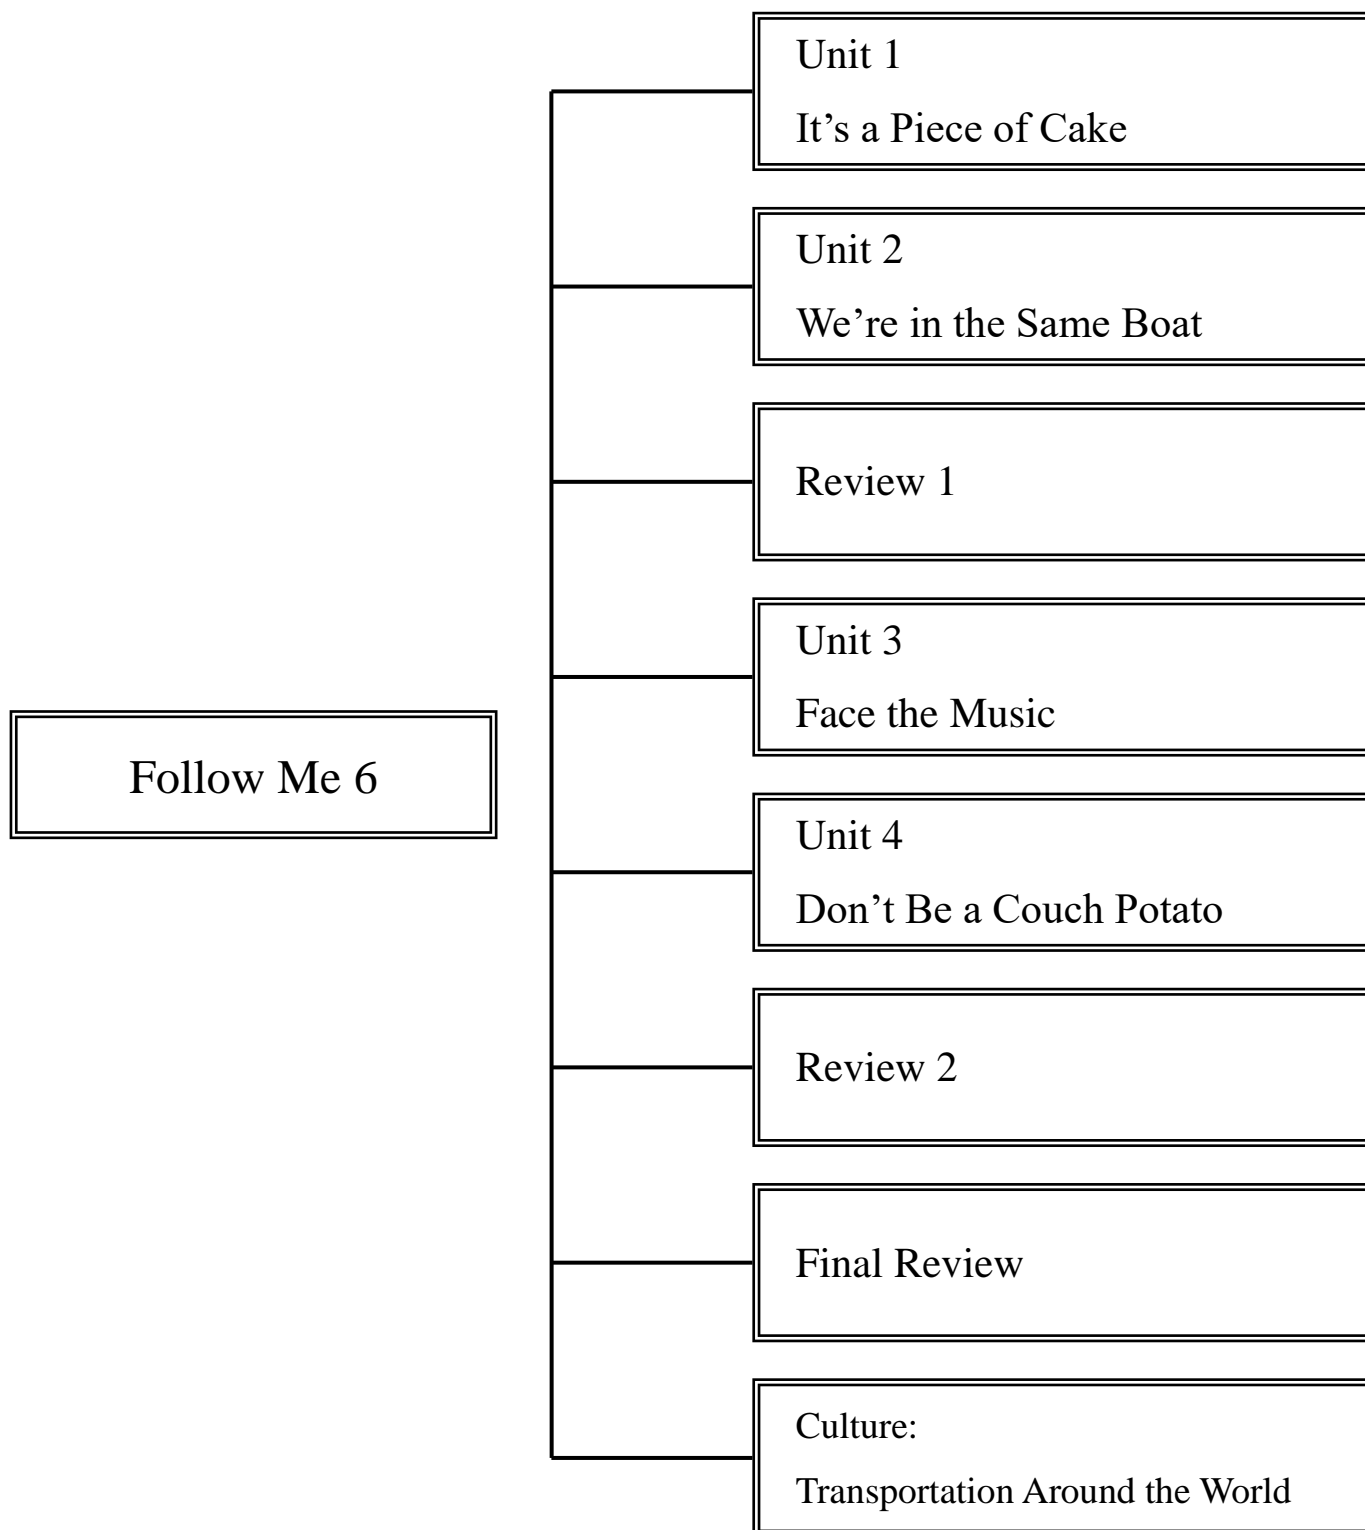 Follow Me 6
Unit 1
It’s a Piece of Cake
Unit 2
We’re in the Same Boat
Review 1
Unit 3
Face the Music
Unit 4
Don’t Be a Couch Potato
Review 2
Final Review
Culture:
Transportation Around the World